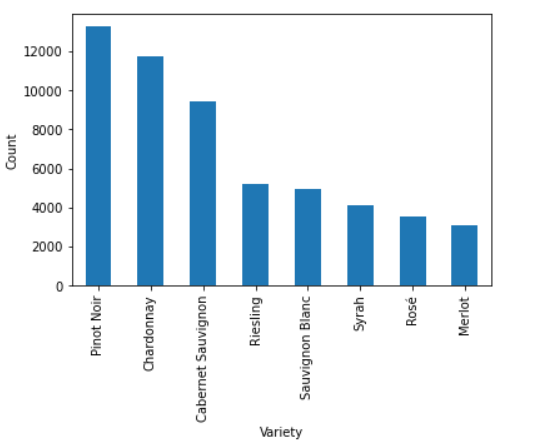 12000
10000
8000
6000
4000
2000
0
Count
Pinot Noir
Chardonnay
Cabernet Sauvignon
Riesling
Sauvignon Blanc
Syrah
Rosé
Merlot
Variety